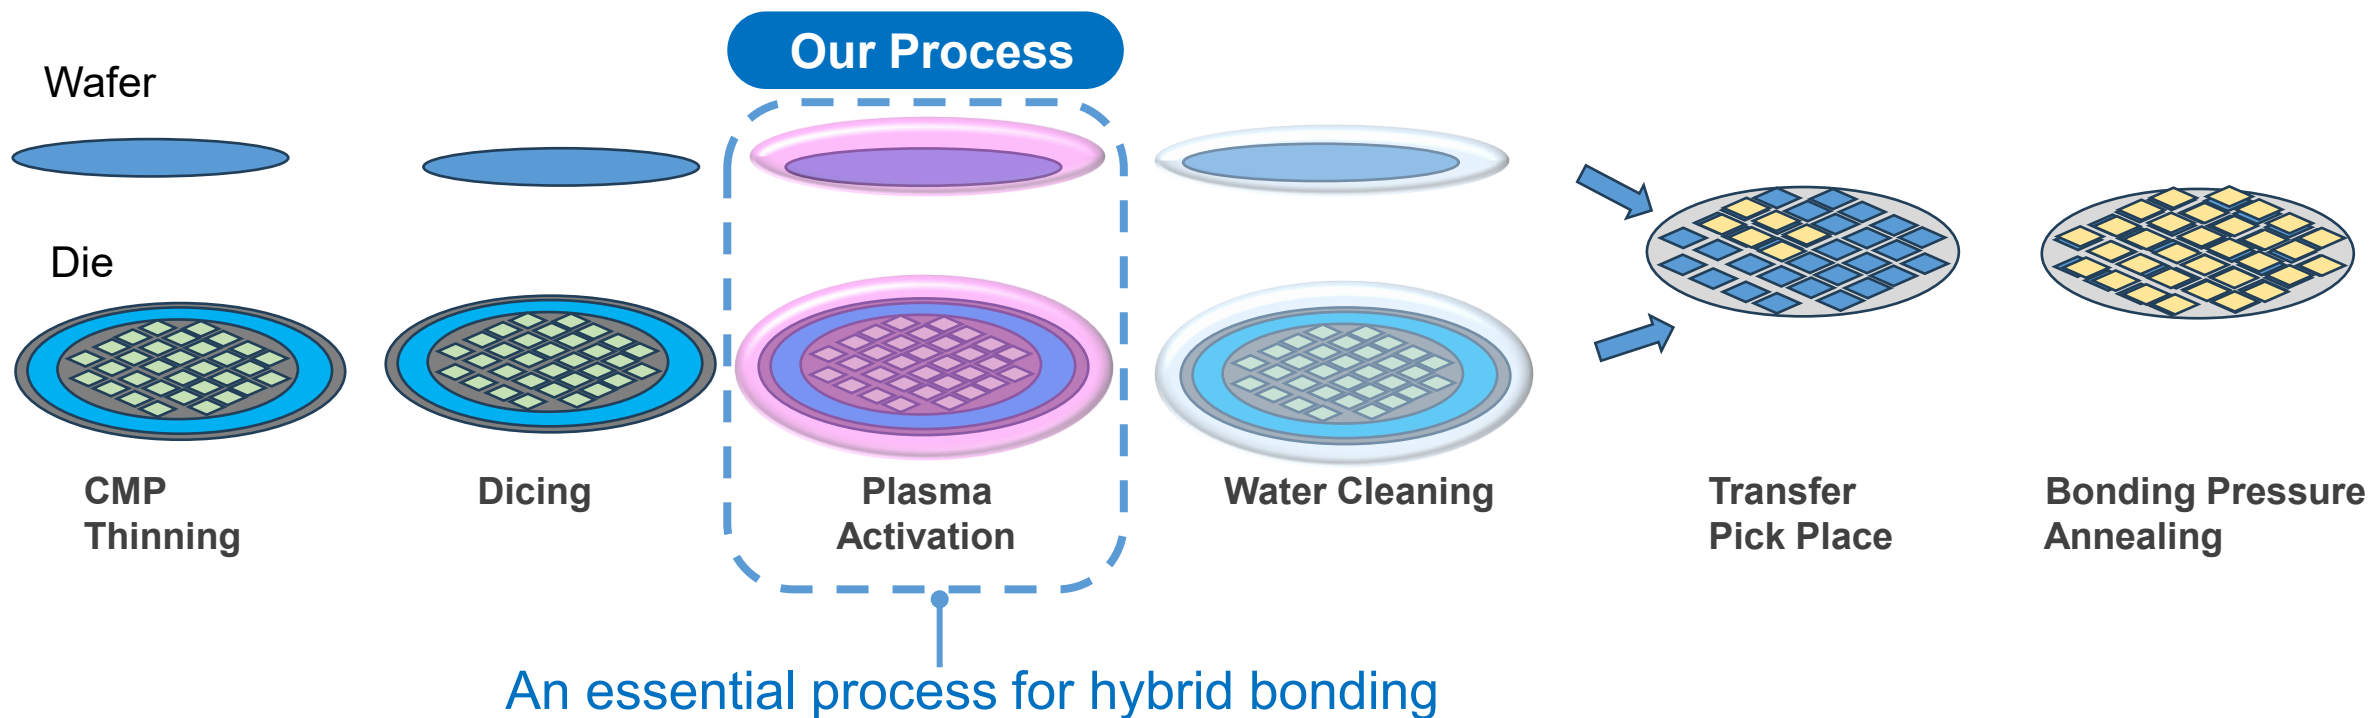 Our Process
Wafer
Die
CMP
Thinning
Dicing
Plasma
Activation
Water Cleaning
Transfer
Pick Place
Bonding Pressure
Annealing
An essential process for hybrid bonding